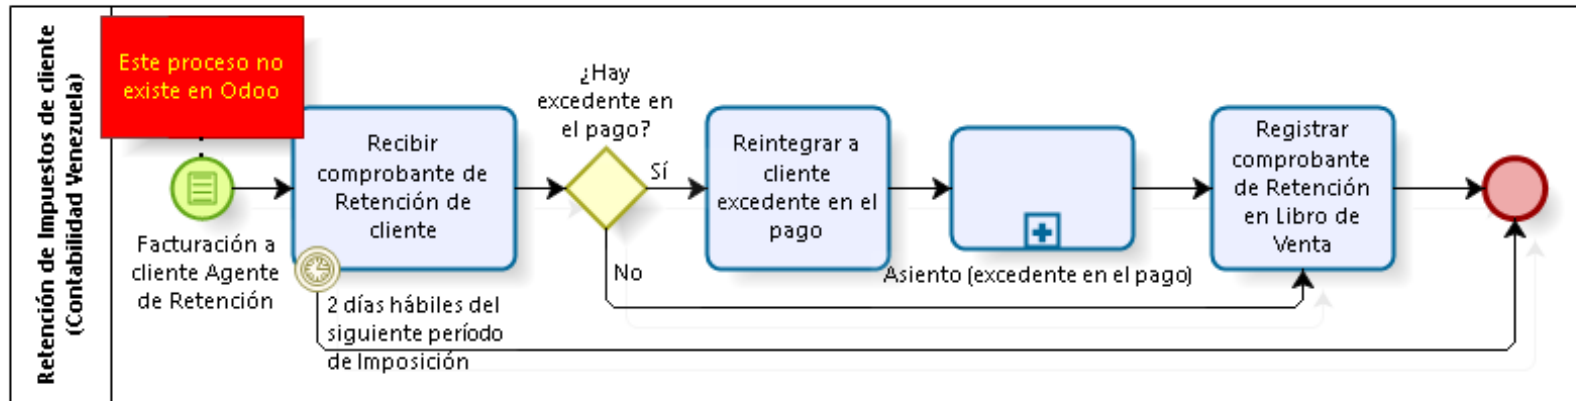 Retención de Impuestos de cliente
(Contabilidad Venezuela)
Este proceso no
existe en Odoo
Facturación a
cliente Agente
de Retención
Recibir
comprobante de
Retención de
cliente
2 días hábiles del
siguiente período
de Imposición
¿Hay
excedente en
el pago?
Sí
No
Reintegrar a
cliente
excedente en el
pago
Asiento (excedente en el pago)
Registrar
comprobante
de Retención
en Libro de
Venta